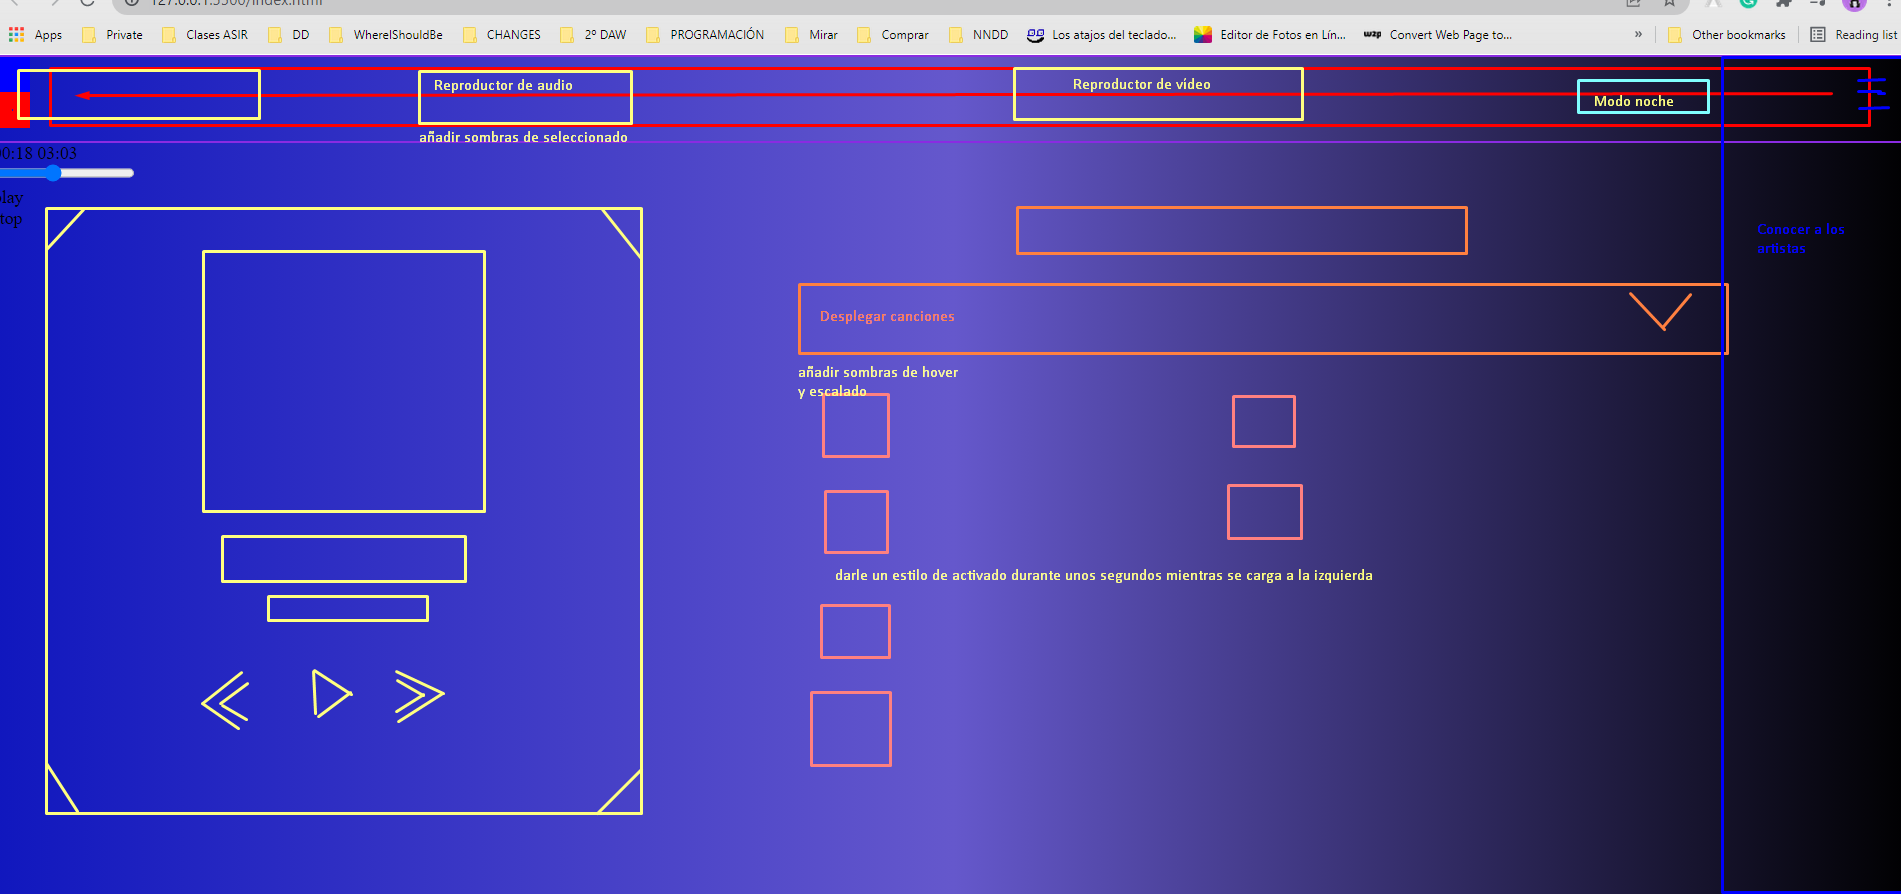 127.0.0.1:5500/index.html
Apps Private Clases ASIR DD WhereIShouldBe CHANGES 2º DAW PROGRAMACIÓN Mirar Comprar NNDD Los atajos del teclado... Editor de Fotos en Lín... Convert Web Page to... » Other bookmarks Reading list
Reproductor de audio
Reproductor de vídeo
Modo noche
añadir sombras de seleccionado
0:18 03:03
lay
top
Conocer a los
artistas
Desplegar canciones
añadir sombras de hover
y escalado
darle un estilo de activado durante unos segundos mientras se carga a la izquierda